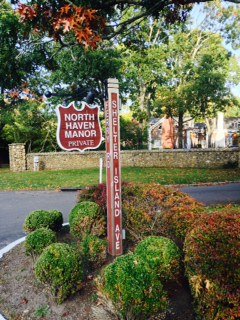 NORTH
HAVEN
MANOR
PRIVATE
SHELTER ISLAND AVE